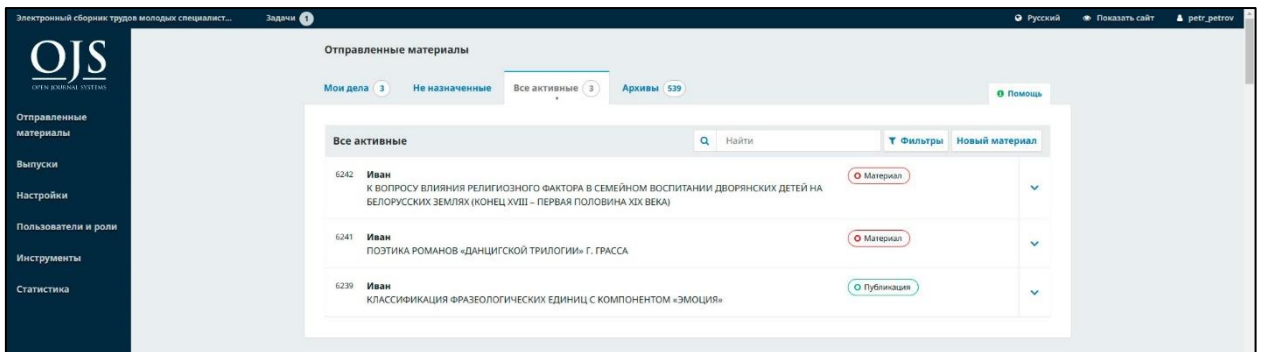 Электронный сборник трудов молодых специалист...
Задачи 1
Русский
Показать сайт
petr_petrov
OJS
OPEN JOURNAL SYSTEMS
Отправленные
материалы
Выпуски
Настройки
Пользователи и роли
Инструменты
Статистика
Отправленные материалы
Мои дела 3
Не назначенные
Все активные 3
Архивы 539
Помощь
Все активные
Найти
Фильтры
Новый материал
6242 Иван
Материал
К ВОПРОСУ ВЛИЯНИЯ РЕЛИГИОЗНОГО ФАКТОРА В СЕМЕЙНОМ ВОСПИТАНИИ ДВОРЯНСКИХ ДЕТЕЙ НА
БЕЛОРУССКИХ ЗЕМЛЯХ (КОНЕЦ XVIII – ПЕРВАЯ ПОЛОВИНА XIX ВЕКА)
6241 Иван
Материал
ПОЭТИКА РОМАНОВ «ДАНЦИГСКОЙ ТРИЛОГИИ» Г. ГРАССА
6239 Иван
Публикация
КЛАССИФИКАЦИЯ ФРАЗЕОЛОГИЧЕСКИХ ЕДИНИЦ С КОМПОНЕНТОМ «ЭМОЦИЯ»